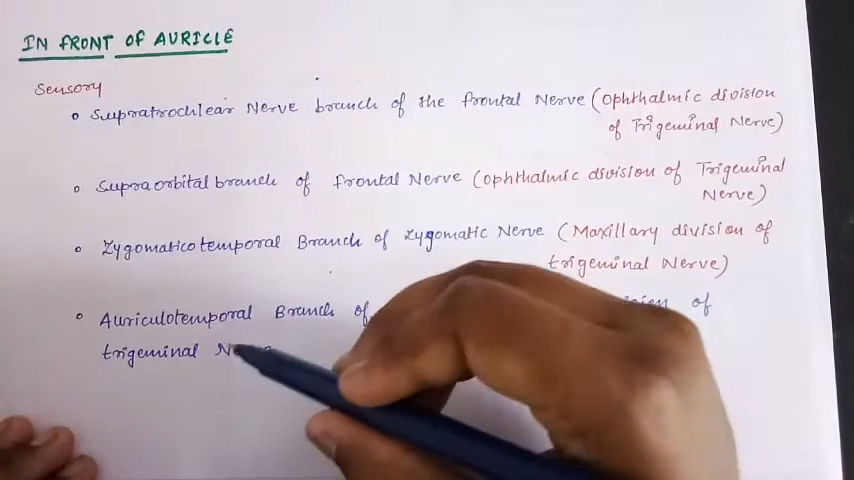 IN FRONT OF AURICLE
Sensory
Supratrochlear Nerve branch of the frontal Nerve (Ophthalmic division
of Trigeminal Nerve)
Supraorbital branch of frontal Nerve (ophthalmic division of Trigeminal
Nerve)
Zygomaticotemporal Branch of Zygomatic Nerve (Maxillary division of
trigeminal Nerve)
Auriculotemporal Branch of of
trigeminal